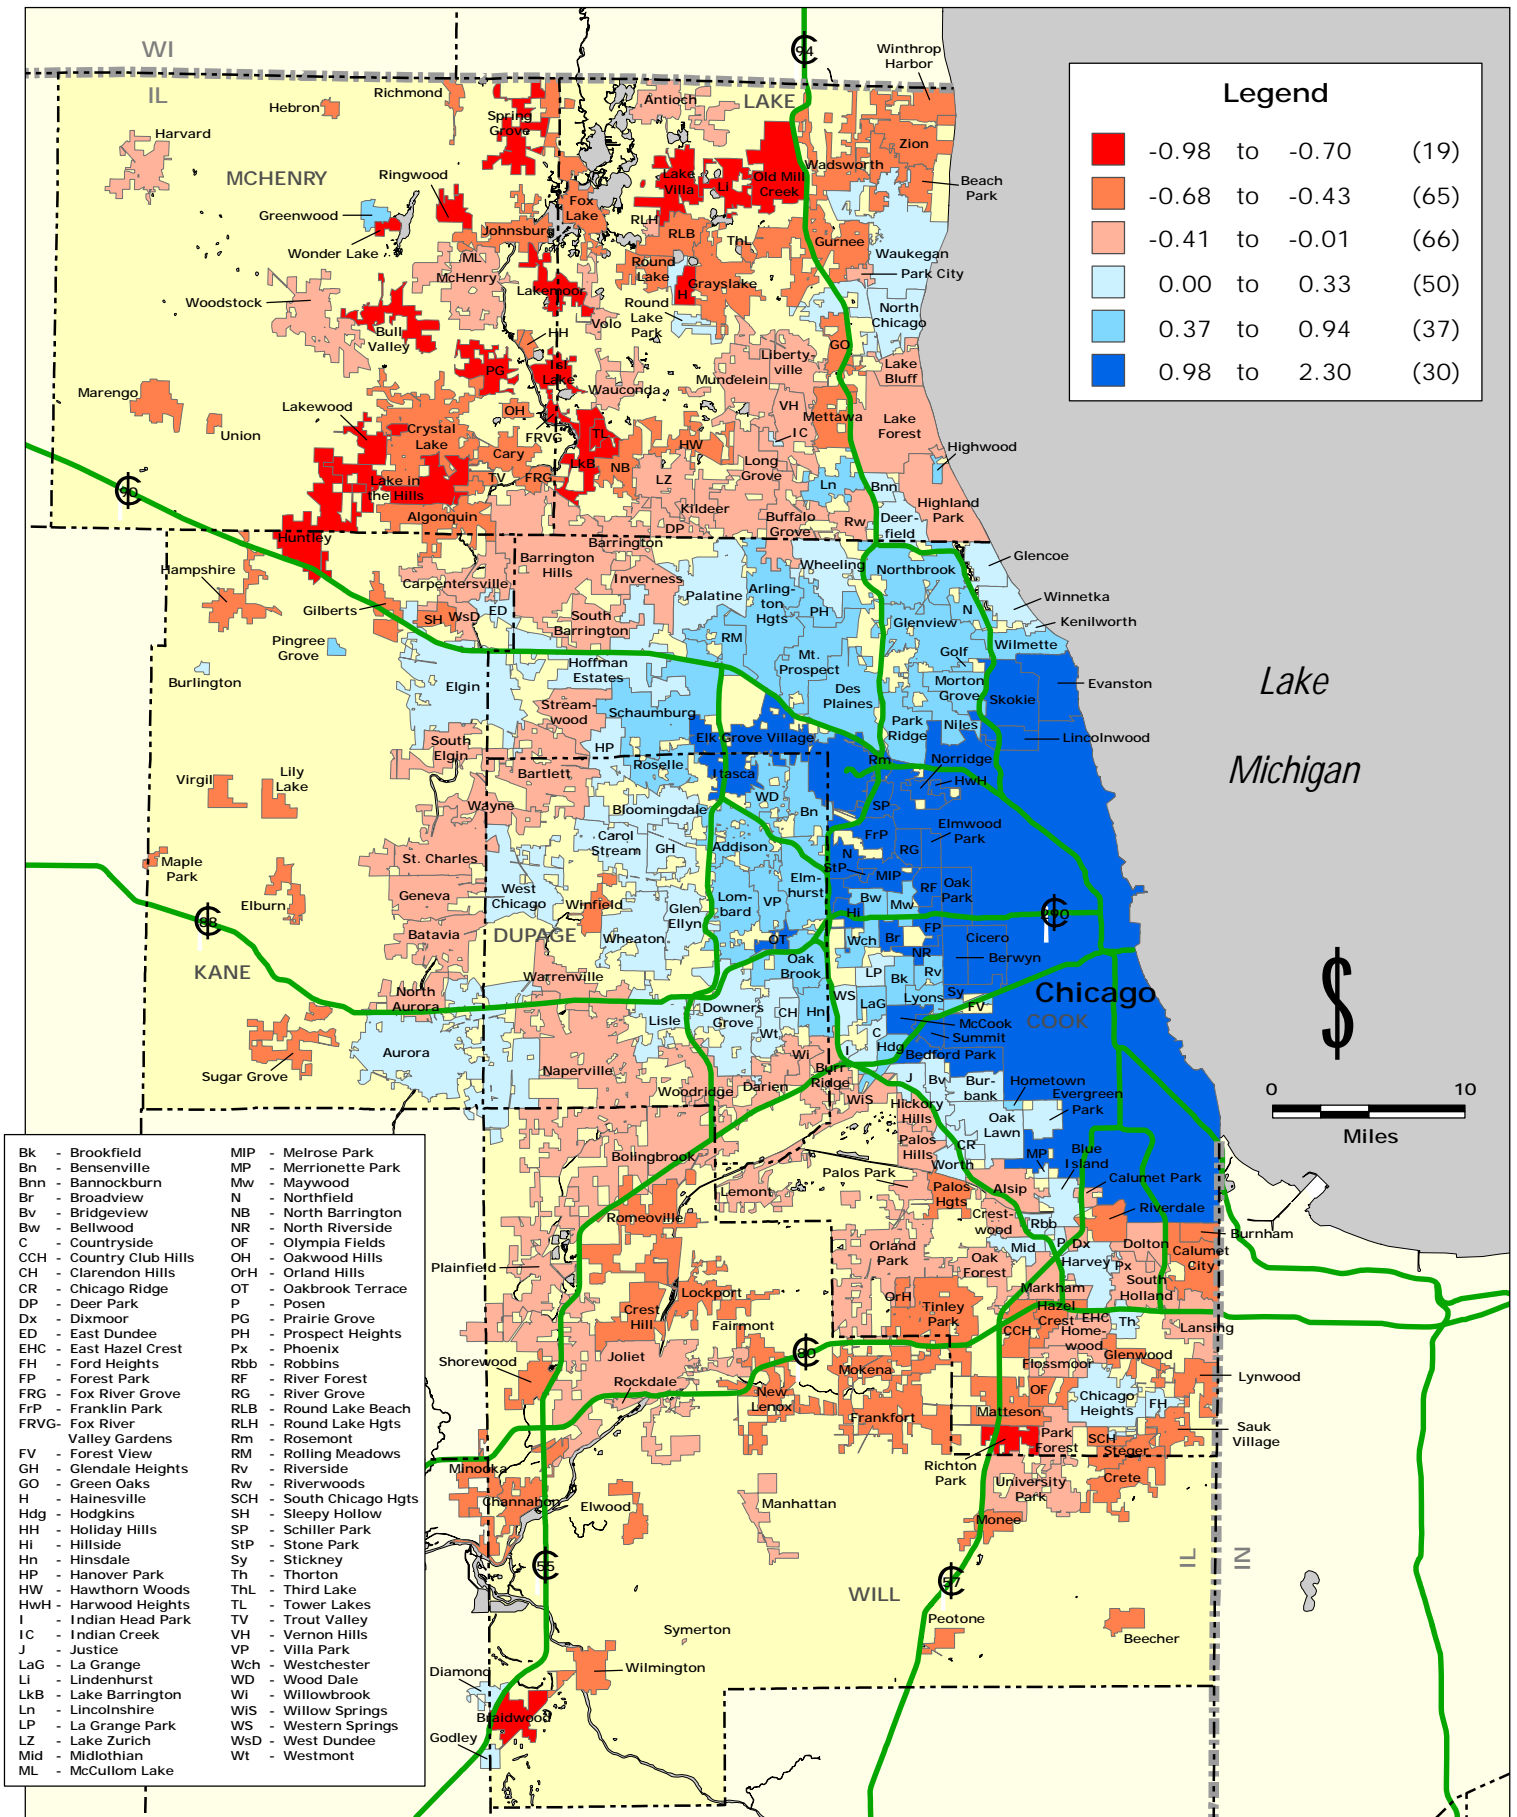 WI
IL
94
Winthrop
Harbor
Legend
-0.98 to -0.70 (19)
-0.68 to -0.43 (65)
-0.41 to -0.01 (66)
0.00 to 0.33 (50)
0.37 to 0.94 (37)
0.98 to 2.30 (30)
Richmond
Hebron
Spring
Grove
Antioch
LAKE
Harvard
Zion
Wadsworth
MCHENRY
Ringwood
Lake
Villa
LI
Old Mill
Creek
Beach
Park
Greenwood
Fox
Lake
RLH
Johnsburg
RLB
ThL
Gurnee
Wonder Lake
ML
McHenry
Round
Lake
Waukegan
Park City
Woodstock
Lakemoor
H
Grayslake
Round
Lake
Park
North
Chicago
Bull
Valley
HH
Volo
GO
Liberty-
ville
Lake
Bluff
PG
Isl
Lake
Wauconda
Mundelein
Marengo
Lakewood
OH
VH
Mettawa
Lake
Forest
Union
Crystal
Lake
FRVG
TL
IC
HW
Highwood
Cary
LkB
NB
Long
Grove
90
Lake in
the Hills
TV
FRG
LZ
Ln
Bnn
Algonquin
Kildeer
DP
Buffalo
Grove
Rw
Deer-
field
Highland
Park
Huntley
Barrington
Barrington
Hills
Inverness
Wheeling
Northbrook
Glencoe
Hampshire
Carpentersville
Palatine
Arling-
ton
Hgts
PH
N
Winnetka
Gilberts
SH
WsD
ED
South
Barrington
Glenview
Kenilworth
Pingree
Grove
RM
Golf
Wilmette
Burlington
Elgin
Hoffman
Estates
Mt.
Prospect
Des
Plaines
Morton
Grove
Skokie
Evanston
Lake
Michigan
Stream-
wood
Schaumburg
Park
Ridge
Niles
Lincolnwood
South
Elgin
HP
Elk Grove Village
Roselle
Rm
Norridge
HwH
Virgil
Lily
Lake
Bartlett
Itasca
WD
Wayne
Bloomingdale
Bn
SP
Carol
Stream
GH
Addison
FrP
RG
Elmwood
Park
Maple
Park
St. Charles
N
StP
MlP
Elburn
Geneva
West
Chicago
Winfield
Lom-
bard
VP
Elm-
hurst
Bw
Mw
RF
Oak
Park
88
Batavia
DUPAGE
Glen
Ellyn
Wheaton
Hi
290
OT
Wch
Br
FP
Cicero
NR
Berwyn
KANE
Warrenville
Oak
Brook
LP
Bk
Rv
North
Aurora
Lisle
Downers
Grove
CH
Hn
WS
LaG
Lyons
Sy
FV
Chicago
COOK
Aurora
Wt
C
McCook
Summit
Hdg
Bedford Park
Sugar Grove
Naperville
Wi
I
Burr
Ridge
J
Bv
Bur-
bank
Hometown
Evergreen
Park
0 10
Miles
Woodridge
Darien
WiS
Hickory
Hills
Oak
Lawn
Palos
Hills
CR
Worth
MP
Blue
Island
Bolingbrook
Lemont
Palos Park
Palos
Hgts
Alsip
Calumet Park
Riverdale
Romeoville
Crest-
wood
Rbb
Burnham
Plainfield
Orland
Park
Oak
Forest
Mid
P
Dx
Harvey
Dolton
Calumet
City
Px
South
Holland
Lockport
OrH
Markham
Crest
Hill
Fairmont
Tinley
Park
Hazel
Crest
EHC
Th
Lansing
CCH
Home-
wood
Shorewood
Joliet
80
Mokena
Flossmoor
Glenwood
Rockdale
New
Lenox
OF
Chicago
Heights
FH
Lynwood
Frankfort
Matteson
Park
Forest
SCH
Steger
Sauk
Village
Minooka
Richton
Park
University
Park
Crete
Channahon
Elwood
Manhattan
Monee
IL
IN
55
57
WILL
Peotone
Beecher
Symerton
Diamond
Wilmington
Braidwood
Godley
Bk - Brookfield
Bn - Bensenville
Bnn - Bannockburn
Br - Broadview
Bv - Bridgeview
Bw - Bellwood
C - Countryside
CCH - Country Club Hills
CH - Clarendon Hills
CR - Chicago Ridge
DP - Deer Park
Dx - Dixmoor
ED - East Dundee
EHC - East Hazel Crest
FH - Ford Heights
FP - Forest Park
FRG - Fox River Grove
FrP - Franklin Park
FRVG- Fox River
Valley Gardens
FV - Forest View
GH - Glendale Heights
GO - Green Oaks
H - Hainesville
Hdg - Hodgkins
HH - Holiday Hills
Hi - Hillside
Hn - Hinsdale
HP - Hanover Park
HW - Hawthorn Woods
HwH - Harwood Heights
I - Indian Head Park
IC - Indian Creek
J - Justice
LaG - La Grange
Li - Lindenhurst
LkB - Lake Barrington
Ln - Lincolnshire
LP - La Grange Park
LZ - Lake Zurich
Mid - Midlothian
ML - McCullom Lake
MlP - Melrose Park
MP - Merrionette Park
Mw - Maywood
N - Northfield
NB - North Barrington
NR - North Riverside
OF - Olympia Fields
OH - Oakwood Hills
OrH - Orland Hills
OT - Oakbrook Terrace
P - Posen
PG - Prairie Grove
PH - Prospect Heights
Px - Phoenix
Rbb - Robbins
RF - River Forest
RG - River Grove
RLB - Round Lake Beach
RLH - Round Lake Hgts
Rm - Rosemont
RM - Rolling Meadows
Rv - Riverside
Rw - Riverwoods
SCH - South Chicago Hgts
SH - Sleepy Hollow
SP - Schiller Park
StP - Stone Park
Sy - Stickney
Th - Thorton
ThL - Third Lake
TL - Tower Lakes
TV - Trout Valley
VH - Vernon Hills
VP - Villa Park
Wch - Westchester
WD - Wood Dale
Wi - Willowbrook
WiS - Willow Springs
WS - Western Springs
WsD - West Dundee
Wt - Westmont